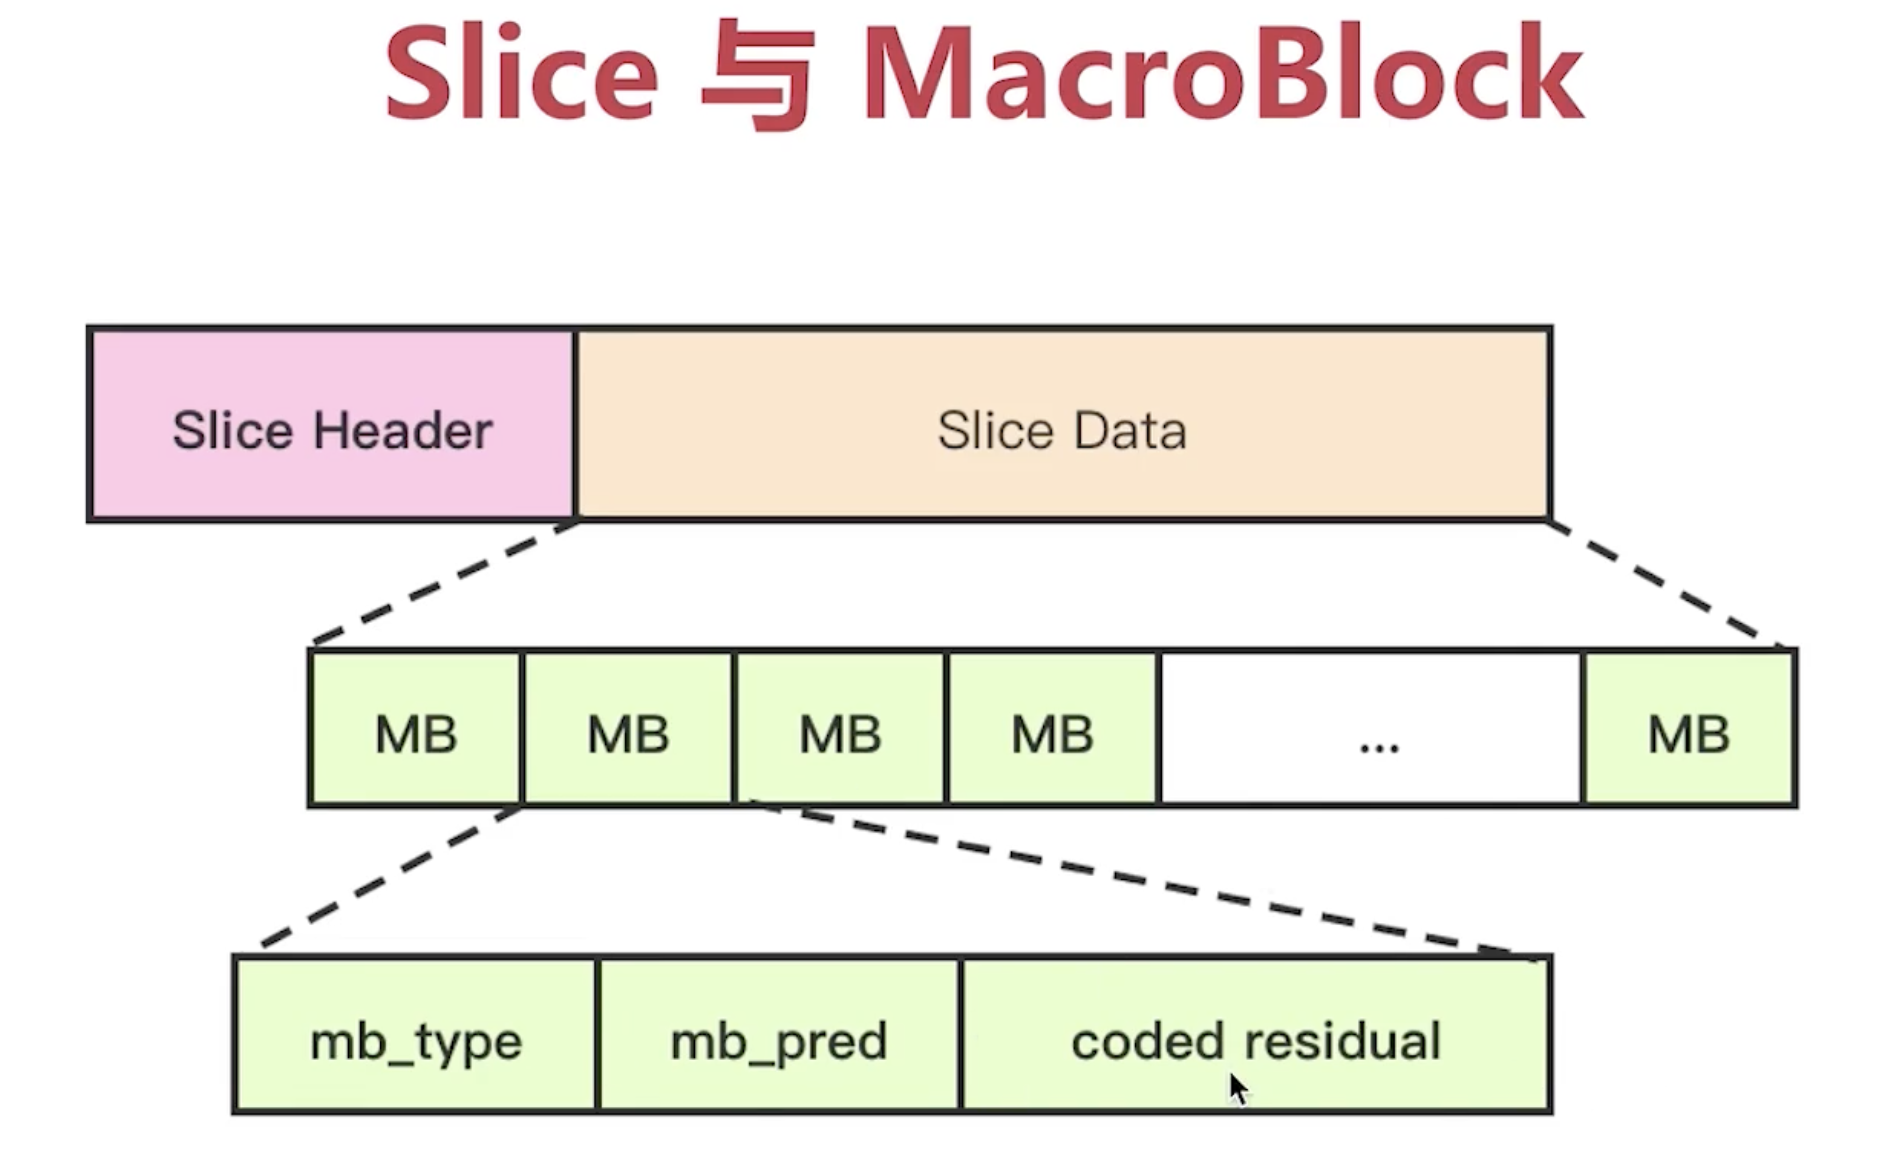 Slice 与 MacroBlock
Slice Header
Slice Data
MB
MB
MB
MB
...
MB
mb_type
mb_pred
coded residual